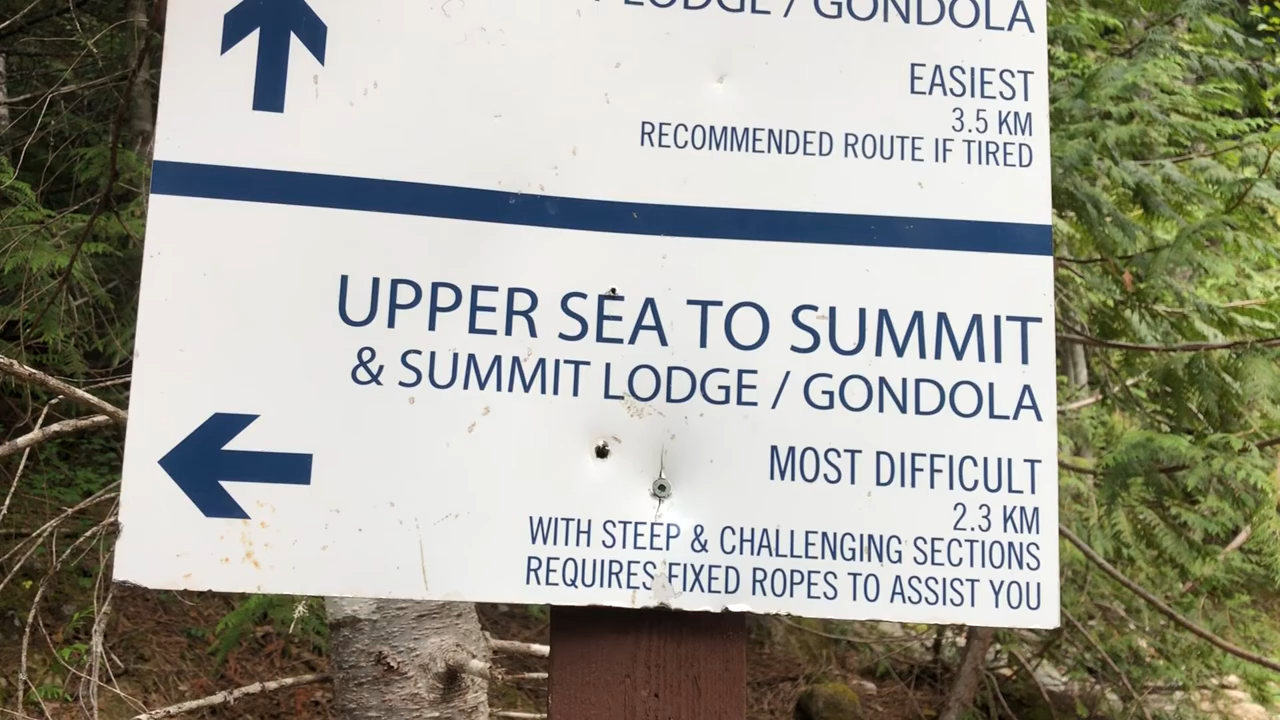 LODGE / GONDOLA
EASIEST
3.5 KM
RECOMMENDED ROUTE IF TIRED
UPPER SEA TO SUMMIT
& SUMMIT LODGE / GONDOLA
MOST DIFFICULT
2.3 KM
WITH STEEP & CHALLENGING SECTIONS
REQUIRES FIXED ROPES TO ASSIST YOU